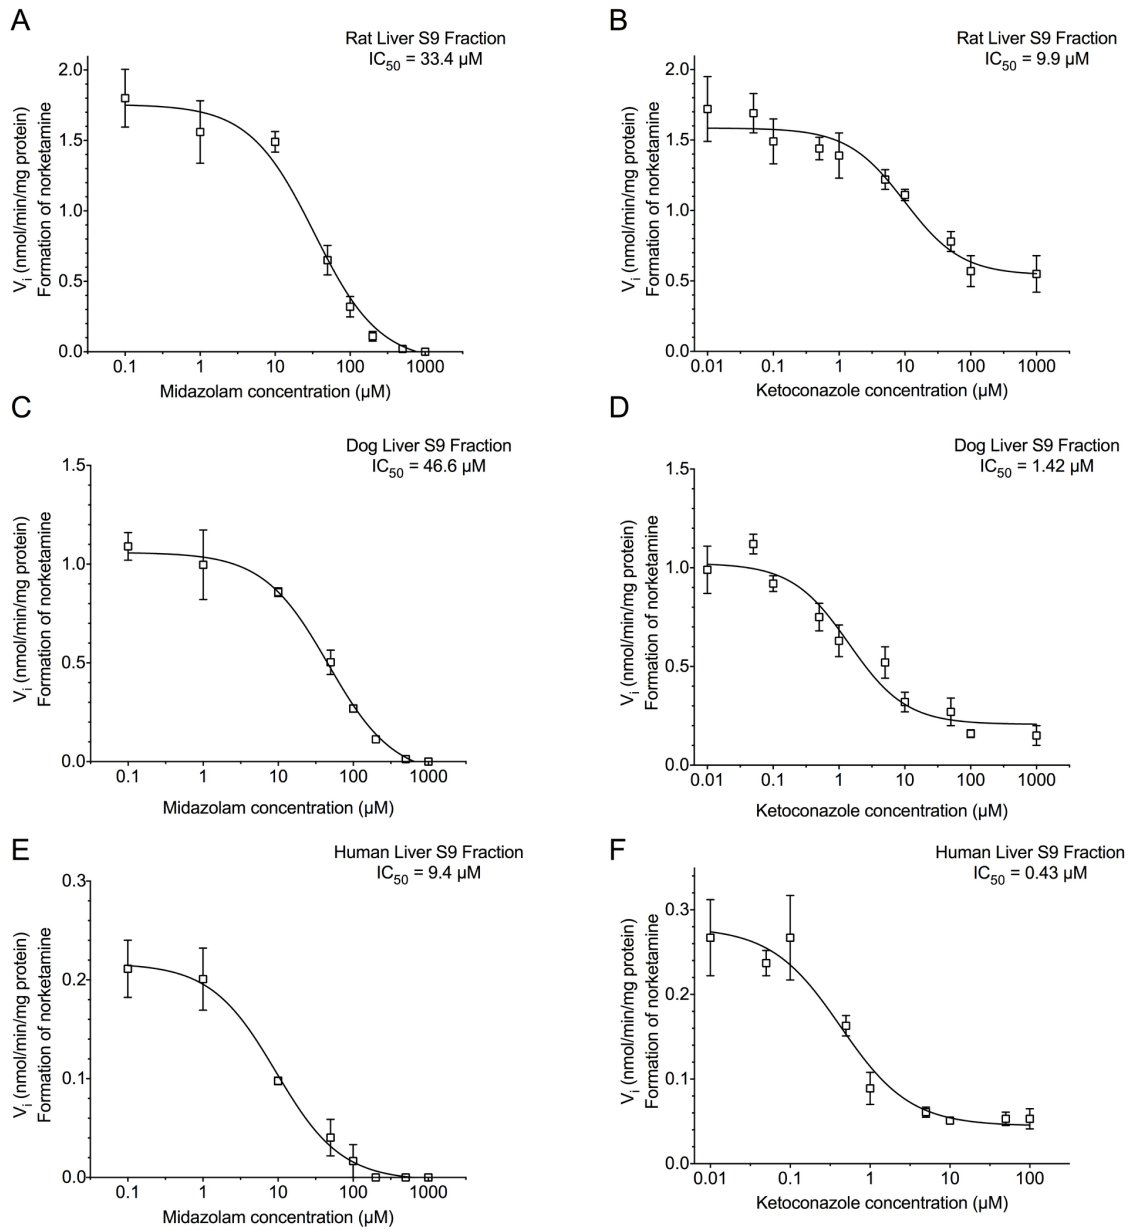 A
Rat Liver S9 Fraction
IC50 = 33.4 µM
Vi (nmol/min/mg protein)
Formation of norketamine
2.0
1.5
1.0
0.5
0.0
0.1 1 10 100 1000
Midazolam concentration (µM)
B
Rat Liver S9 Fraction
IC50 = 9.9 µM
Vi (nmol/min/mg protein)
Formation of norketamine
2.0
1.5
1.0
0.5
0.0
0.01 0.1 1 10 100 1000
Ketoconazole concentration (µM)
C
Dog Liver S9 Fraction
IC50 = 46.6 µM
Vi (nmol/min/mg protein)
Formation of norketamine
1.5
1.0
0.5
0.0
0.1 1 10 100 1000
Midazolam concentration (µM)
D
Dog Liver S9 Fraction
IC50 = 1.42 µM
Vi (nmol/min/mg protein)
Formation of norketamine
1.5
1.0
0.5
0.0
0.01 0.1 1 10 100 1000
Ketoconazole concentration (µM)
E
Human Liver S9 Fraction
IC50 = 9.4 µM
Vi (nmol/min/mg protein)
Formation of norketamine
0.3
0.2
0.1
0.0
0.1 1 10 100 1000
Midazolam concentration (µM)
F
Human Liver S9 Fraction
IC50 = 0.43 µM
Vi (nmol/min/mg protein)
Formation of norketamine
0.3
0.2
0.1
0.0
0.01 0.1 1 10 100
Ketoconazole concentration (µM)